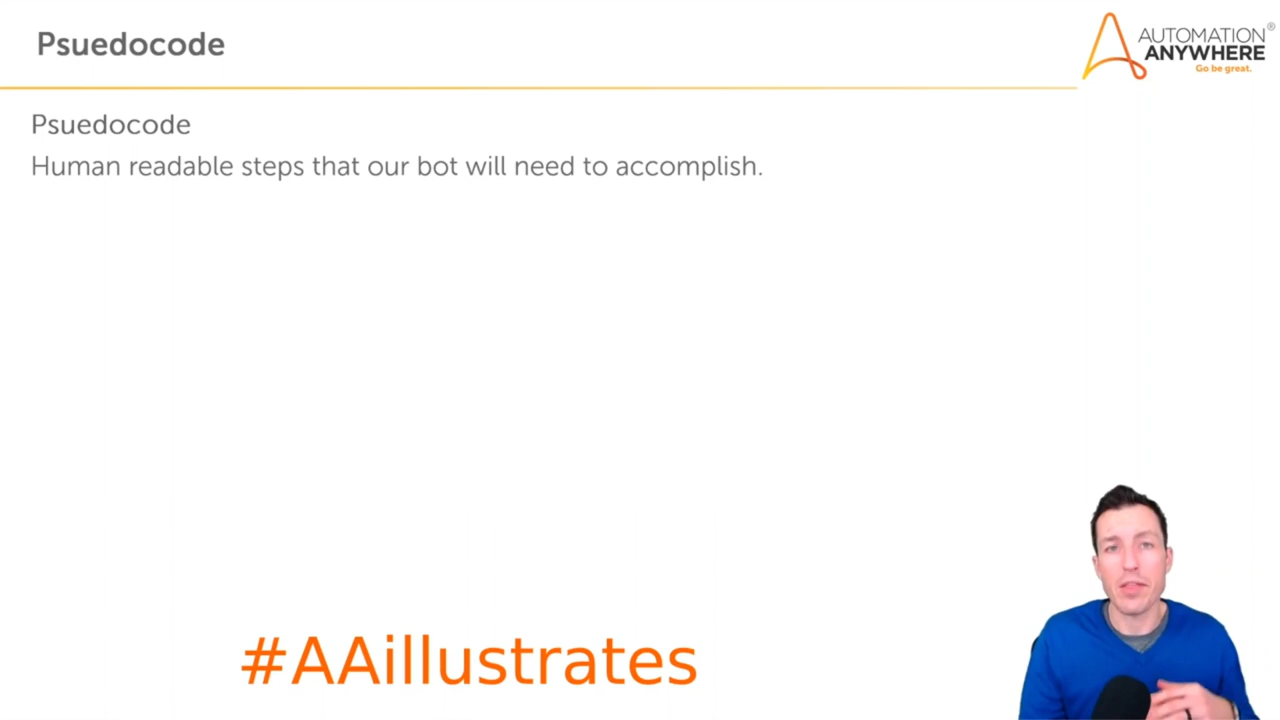 Psuedocode
AUTOMATION
ANYWHERE
®
Go be great.
Psuedocode
Human readable steps that our bot will need to accomplish.
#AAillustrates